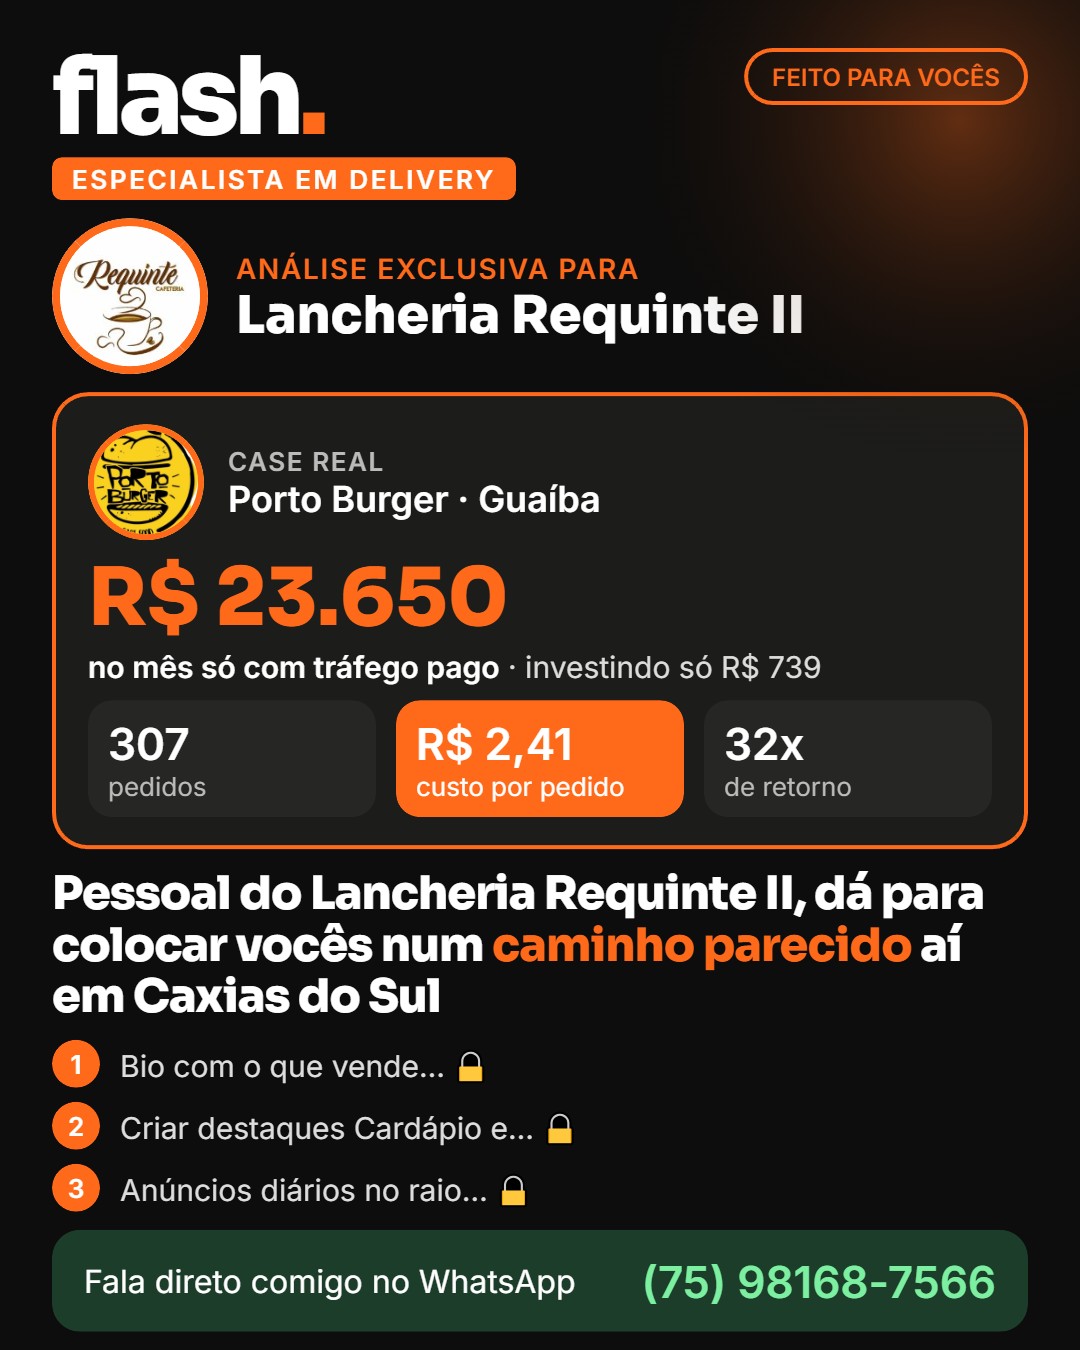 flash.
FEITO PARA VOCÊS
ESPECIALISTA EM DELIVERY
Requinte
CAFETERIA
ANÁLISE EXCLUSIVA PARA
Lancheria Requinte II
PORTO
BURGER
CASE REAL
Porto Burger · Guaíba
R$ 23.650
no mês só com tráfego pago · investindo só R$ 739
307
pedidos
R$ 2,41
custo por pedido
32x
de retorno
Pessoal do Lancheria Requinte II, dá para
colocar vocês num caminho parecido aí
em Caxias do Sul
1 Bio com o que vende... 🔒
2 Criar destaques Cardápio e... 🔒
3 Anúncios diários no raio... 🔒
Fala direto comigo no WhatsApp (75) 98168-7566